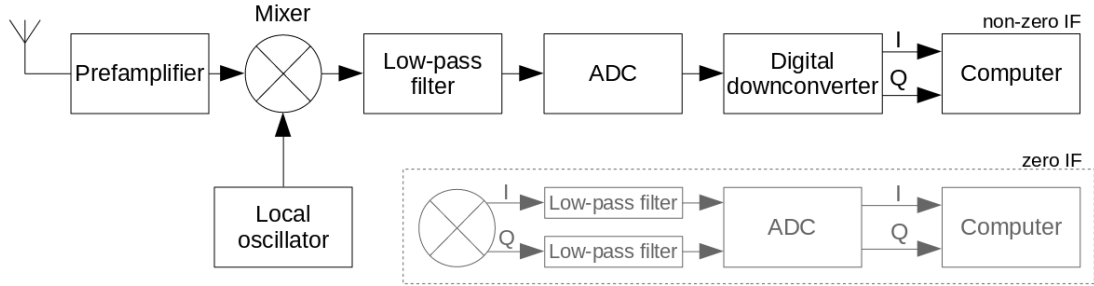 Mixer
non-zero IF
Prefamplifier
Low-pass
filter
ADC
Digital
downconverter
I
Q
Computer
zero IF
Local
oscillator
I
Q
Low-pass filter
Low-pass filter
ADC
I
Q
Computer